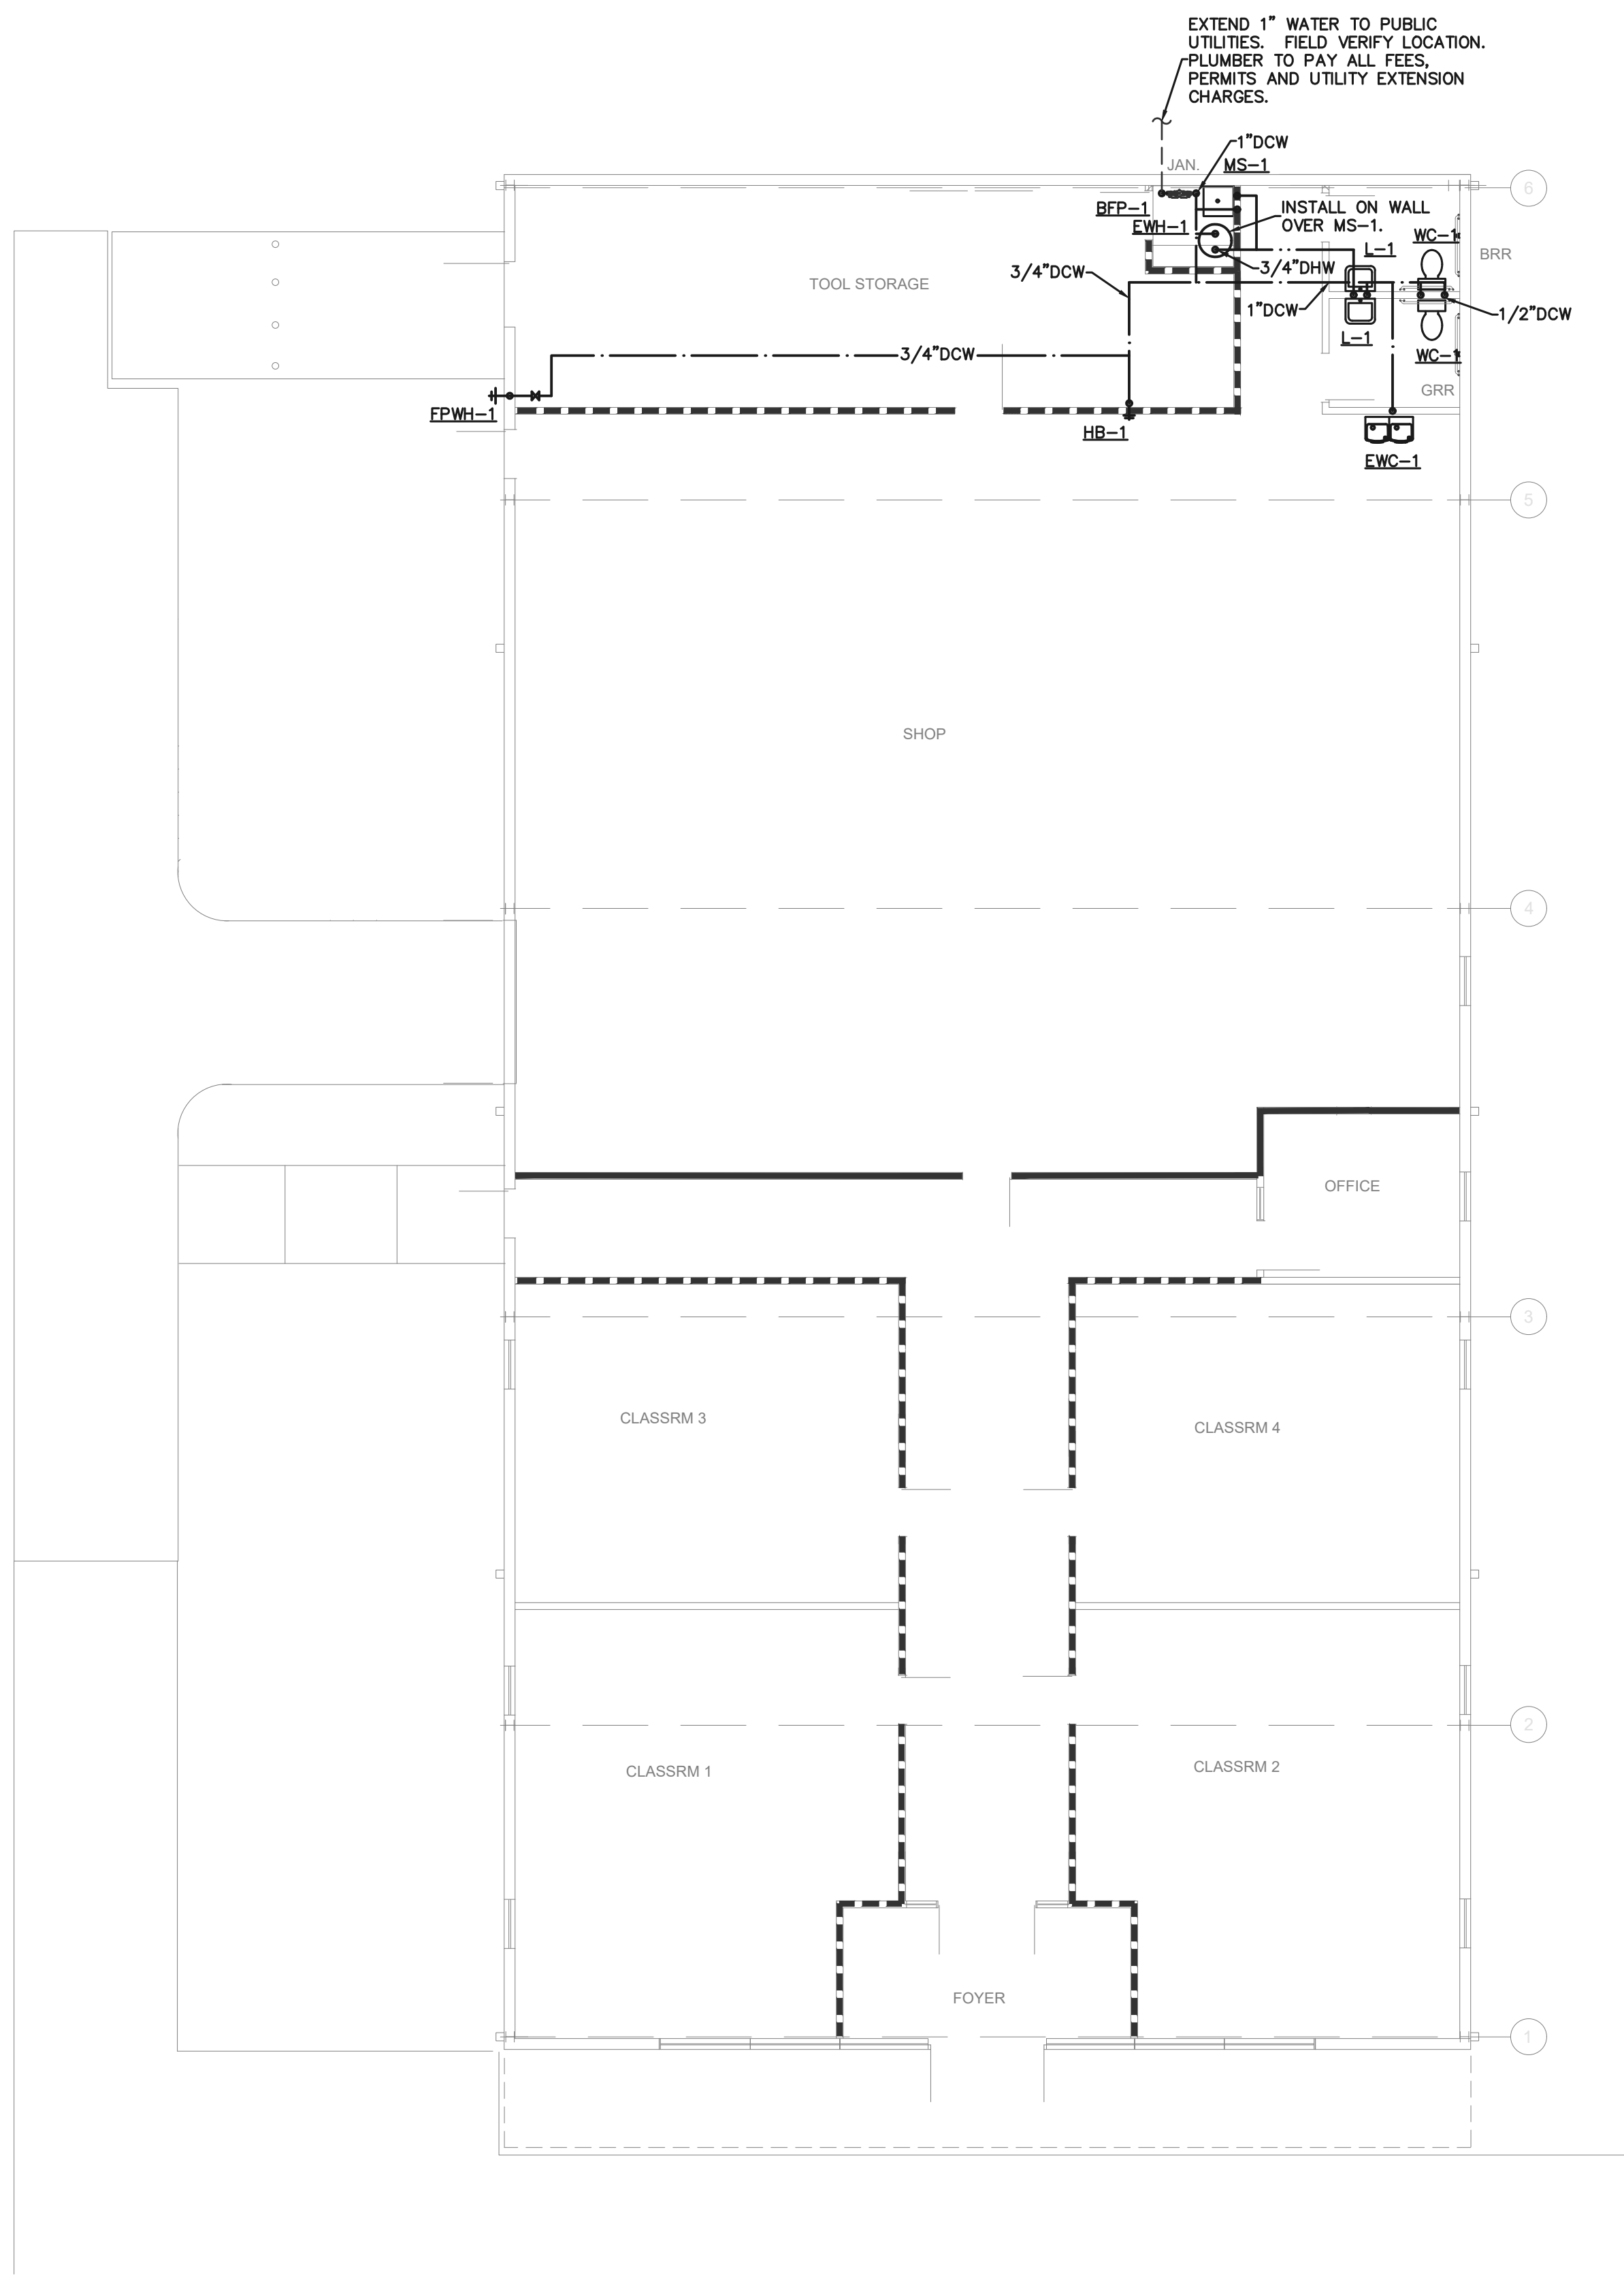 EXTEND 1" WATER TO PUBLIC
UTILITIES. FIELD VERIFY LOCATION.
PLUMBER TO PAY ALL FEES,
PERMITS AND UTILITY EXTENSION
CHARGES.
1"DCW
JAN.
MS-1
6
BFP-1
INSTALL ON WALL
OVER MS-1.
EWH-1
WC-1
L-1
BRR
3/4"DHW
3/4"DCW
TOOL STORAGE
1"DCW
1/2"DCW
L-1
3/4"DCW
WC-1
GRR
FPWH-1
HB-1
EWC-1
5
SHOP
4
OFFICE
3
CLASSRM 3
CLASSRM 4
2
CLASSRM 1
CLASSRM 2
FOYER
1